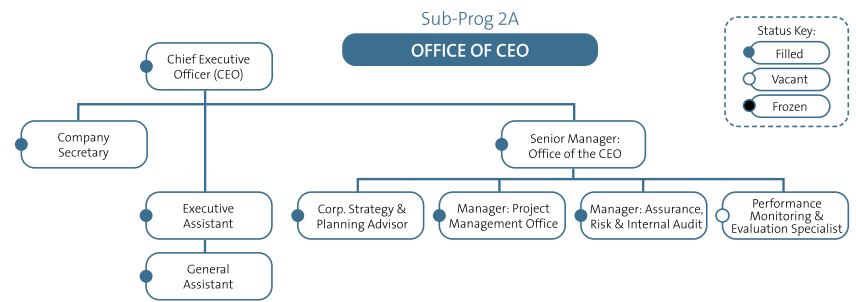 Sub-Prog 2A
OFFICE OF CEO
Status Key:
Filled
Vacant
Frozen
Chief Executive
Officer (CEO)
Company
Secretary
Senior Manager:
Office of the CEO
Executive
Assistant
Corp. Strategy &
Planning Advisor
Manager: Project
Management Office
Manager: Assurance,
Risk & Internal Audit
Performance
Monitoring &
Evaluation Specialist
General
Assistant